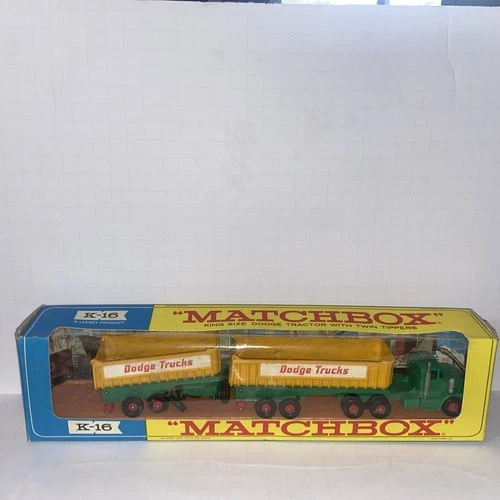 K-16
A LESNEY PRODUCT
"MATCHBOX"
KING SIZE DODGE TRACTOR WITH TWIN TIPPERS
Dodge Trucks
Dodge Trucks
K-16
"MATCHBOX"